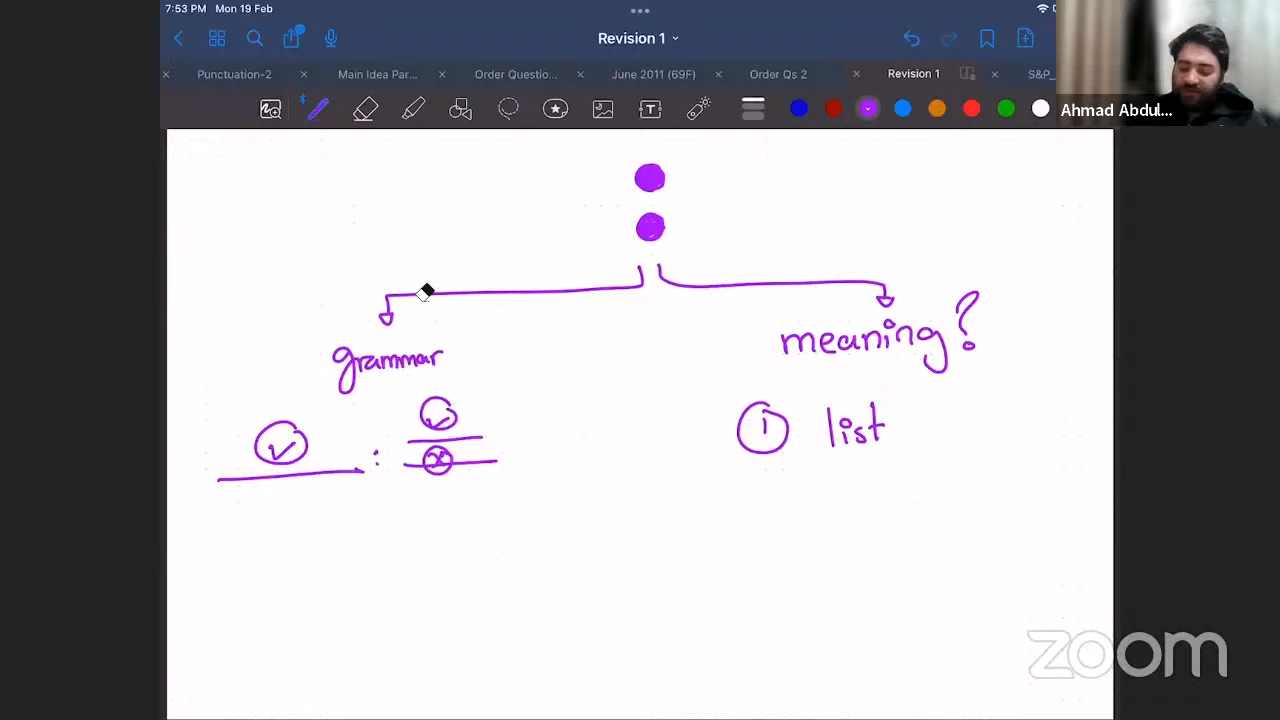 7:53 PM Mon 19 Feb
Revision 1
Punctuation-2
Main Idea Par...
Order Questio...
June 2011 (69F)
Order Qs 2
Revision 1
S&P_
T
Ahmad Abdul...
:
grammar
meaning?
:
① list
zoom